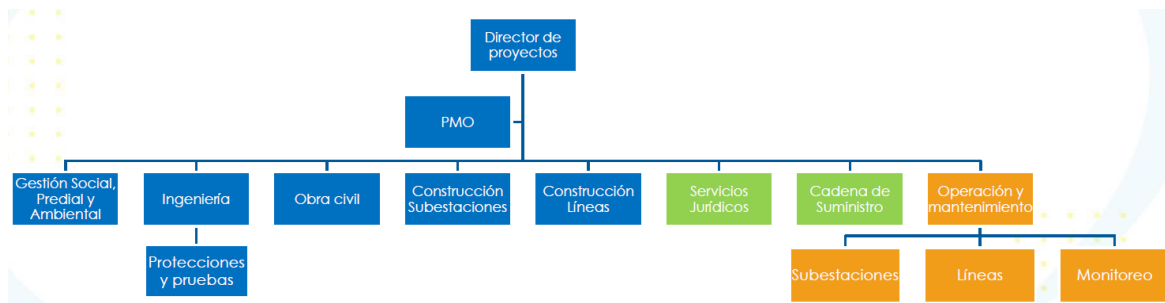 Director de
proyectos
PMO
Gestión Social,
Predial y
Ambiental
Ingeniería
Obra civil
Construcción
Subestaciones
Construcción
Líneas
Servicios
Jurídicos
Cadena de
Suministro
Operación y
mantenimiento
Protecciones
y pruebas
Subestaciones
Líneas
Monitoreo